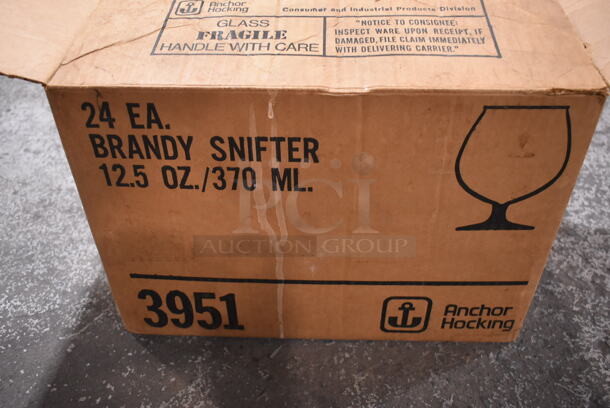 Anchor
Hocking
Consumer and Industrial Products Division
GLASS
FRAGILE
HANDLE WITH CARE
"NOTICE TO CONSIGNEE:
INSPECT WARE UPON RECEIPT, IF
DAMAGED, FILE CLAIM IMMEDIATELY
WITH DELIVERING CARRIER."
24 EA.
BRANDY SNIFTER
12.5 OZ./370 ML.
PCI
AUCTION GROUP
3951
Anchor
Hocking